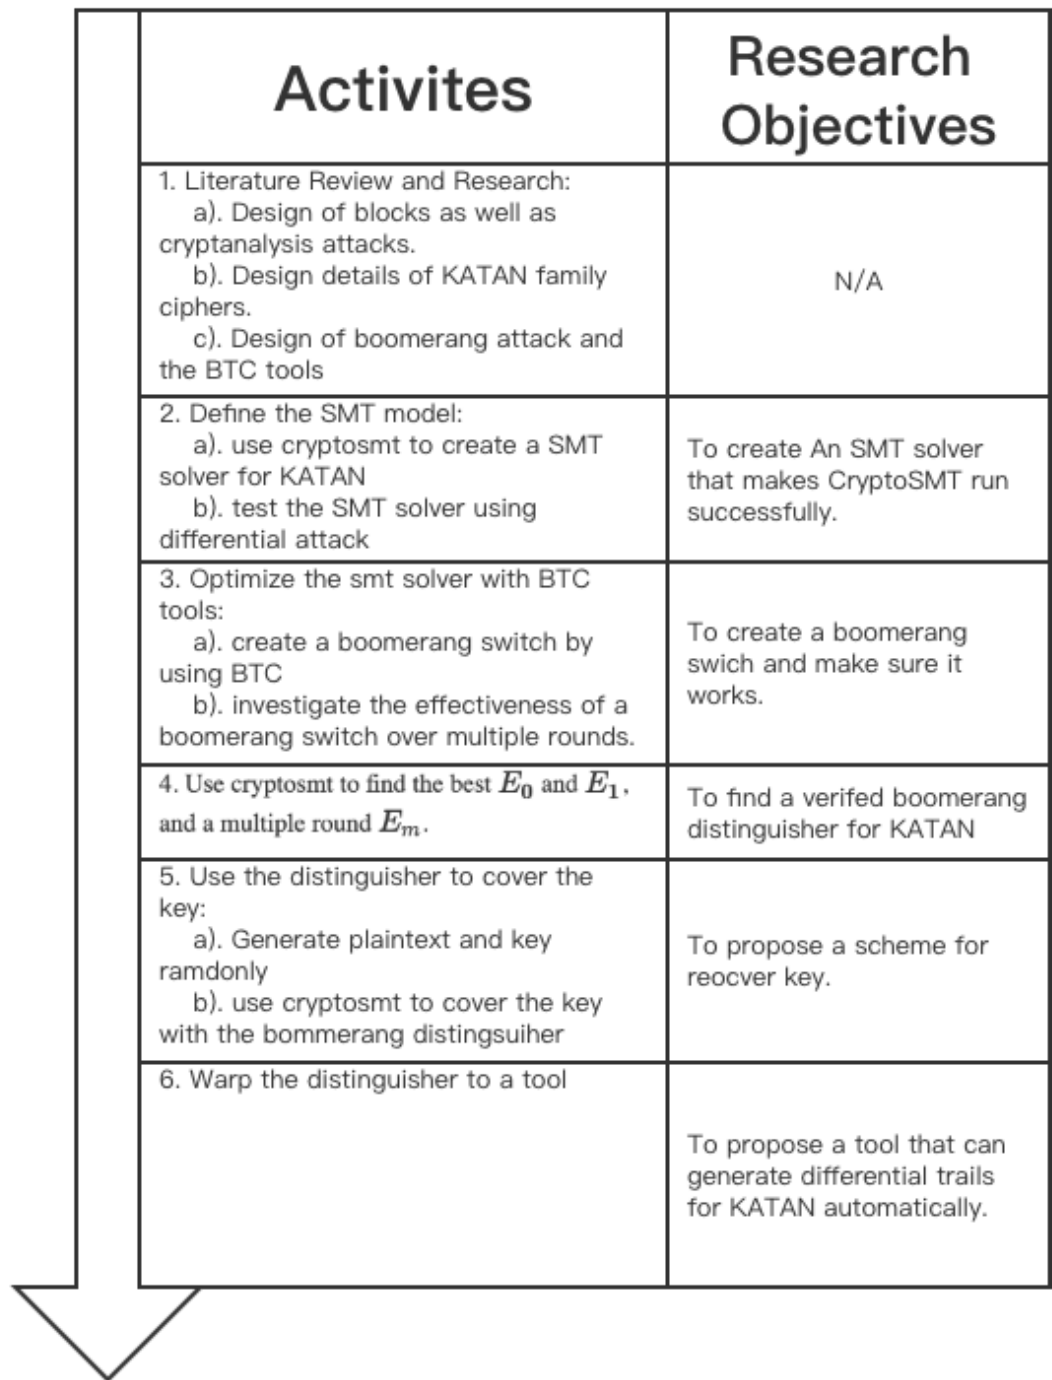 Activites
Research
Objectives
1. Literature Review and Research:
a). Design of blocks as well as
cryptanalysis attacks.
b). Design details of KATAN family
ciphers.
c). Design of boomerang attack and
the BTC tools
N/A
2. Define the SMT model:
a). use cryptosmt to create a SMT
solver for KATAN
b). test the SMT solver using
differential attack
To create An SMT solver
that makes CryptoSMT run
successfully.
3. Optimize the smt solver with BTC
tools:
a). create a boomerang switch by
using BTC
b). investigate the effectiveness of a
boomerang switch over multiple rounds.
To create a boomerang
swich and make sure it
works.
4. Use cryptosmt to find the best E₀ and E₁,
and a multiple round Eₘ.
To find a verifed boomerang
distinguisher for KATAN
5. Use the distinguisher to cover the
key:
a). Generate plaintext and key
ramdonly
b). use cryptosmt to cover the key
with the bommerang distingsuiher
To propose a scheme for
reocver key.
6. Warp the distinguisher to a tool
To propose a tool that can
generate differential trails
for KATAN automatically.